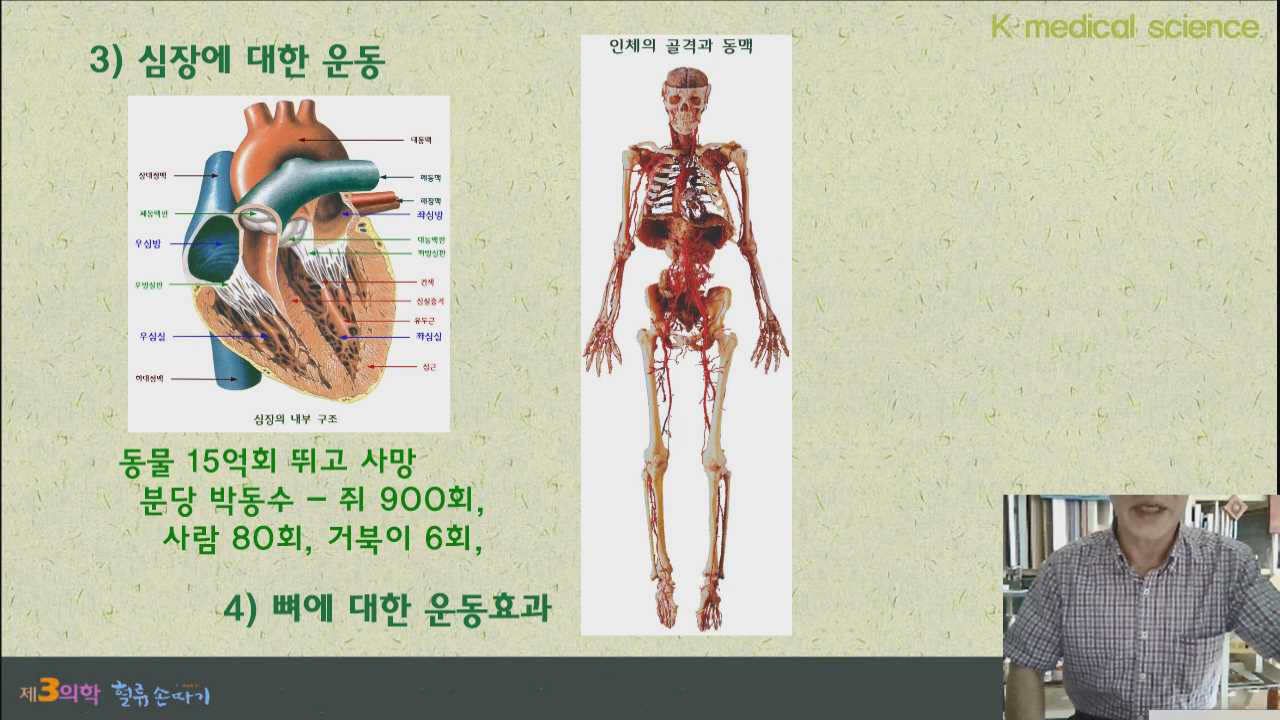 K medical science
3) 심장에 대한 운동
인체의 골격과 동맥
대동맥
상대정맥
폐동맥
폐정맥
폐동맥판
좌심방
우심방
대동맥판
좌방실판
우방실판
건색
심실중격
유두근
우심실
좌심실
심근
하대정맥
심장의 내부 구조
동물 15억회 뛰고 사망
분당 박동수 – 쥐 900회,
사람 80회, 거북이 6회,
4) 뼈에 대한 운동효과
제3의학 혈류 손따기